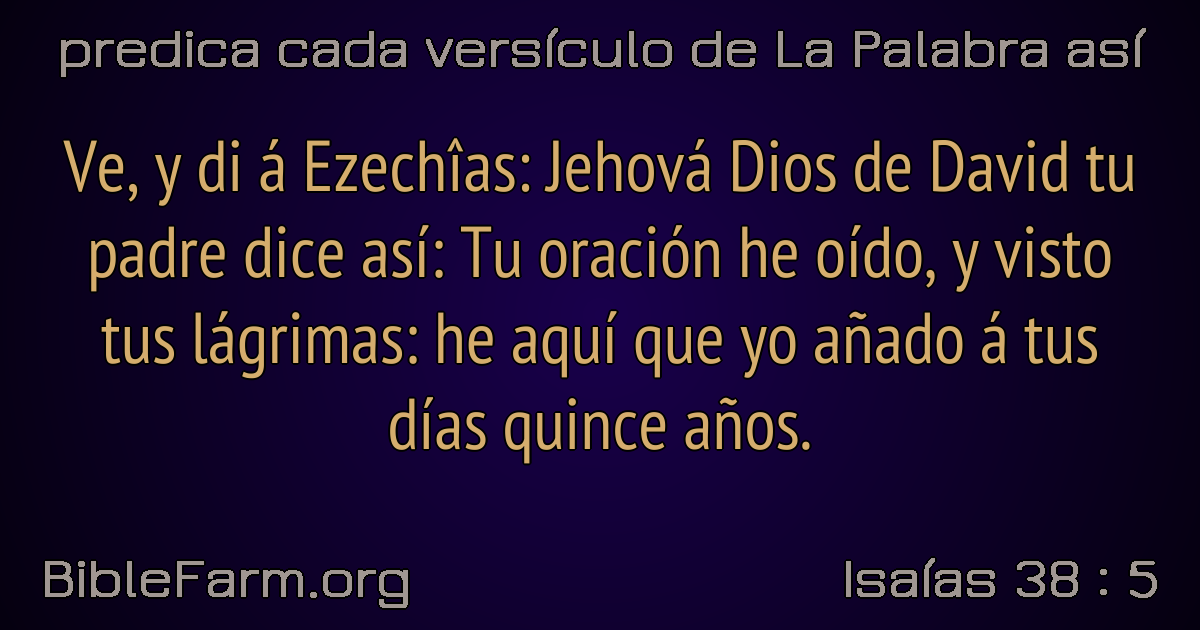 predica cada versículo de La Palabra así
Ve, y di á Ezechîas: Jehová Dios de David tu
padre dice así: Tu oración he oído, y visto
tus lágrimas: he aquí que yo añado á tus
días quince años.
BibleFarm.org
Isaías 38 : 5